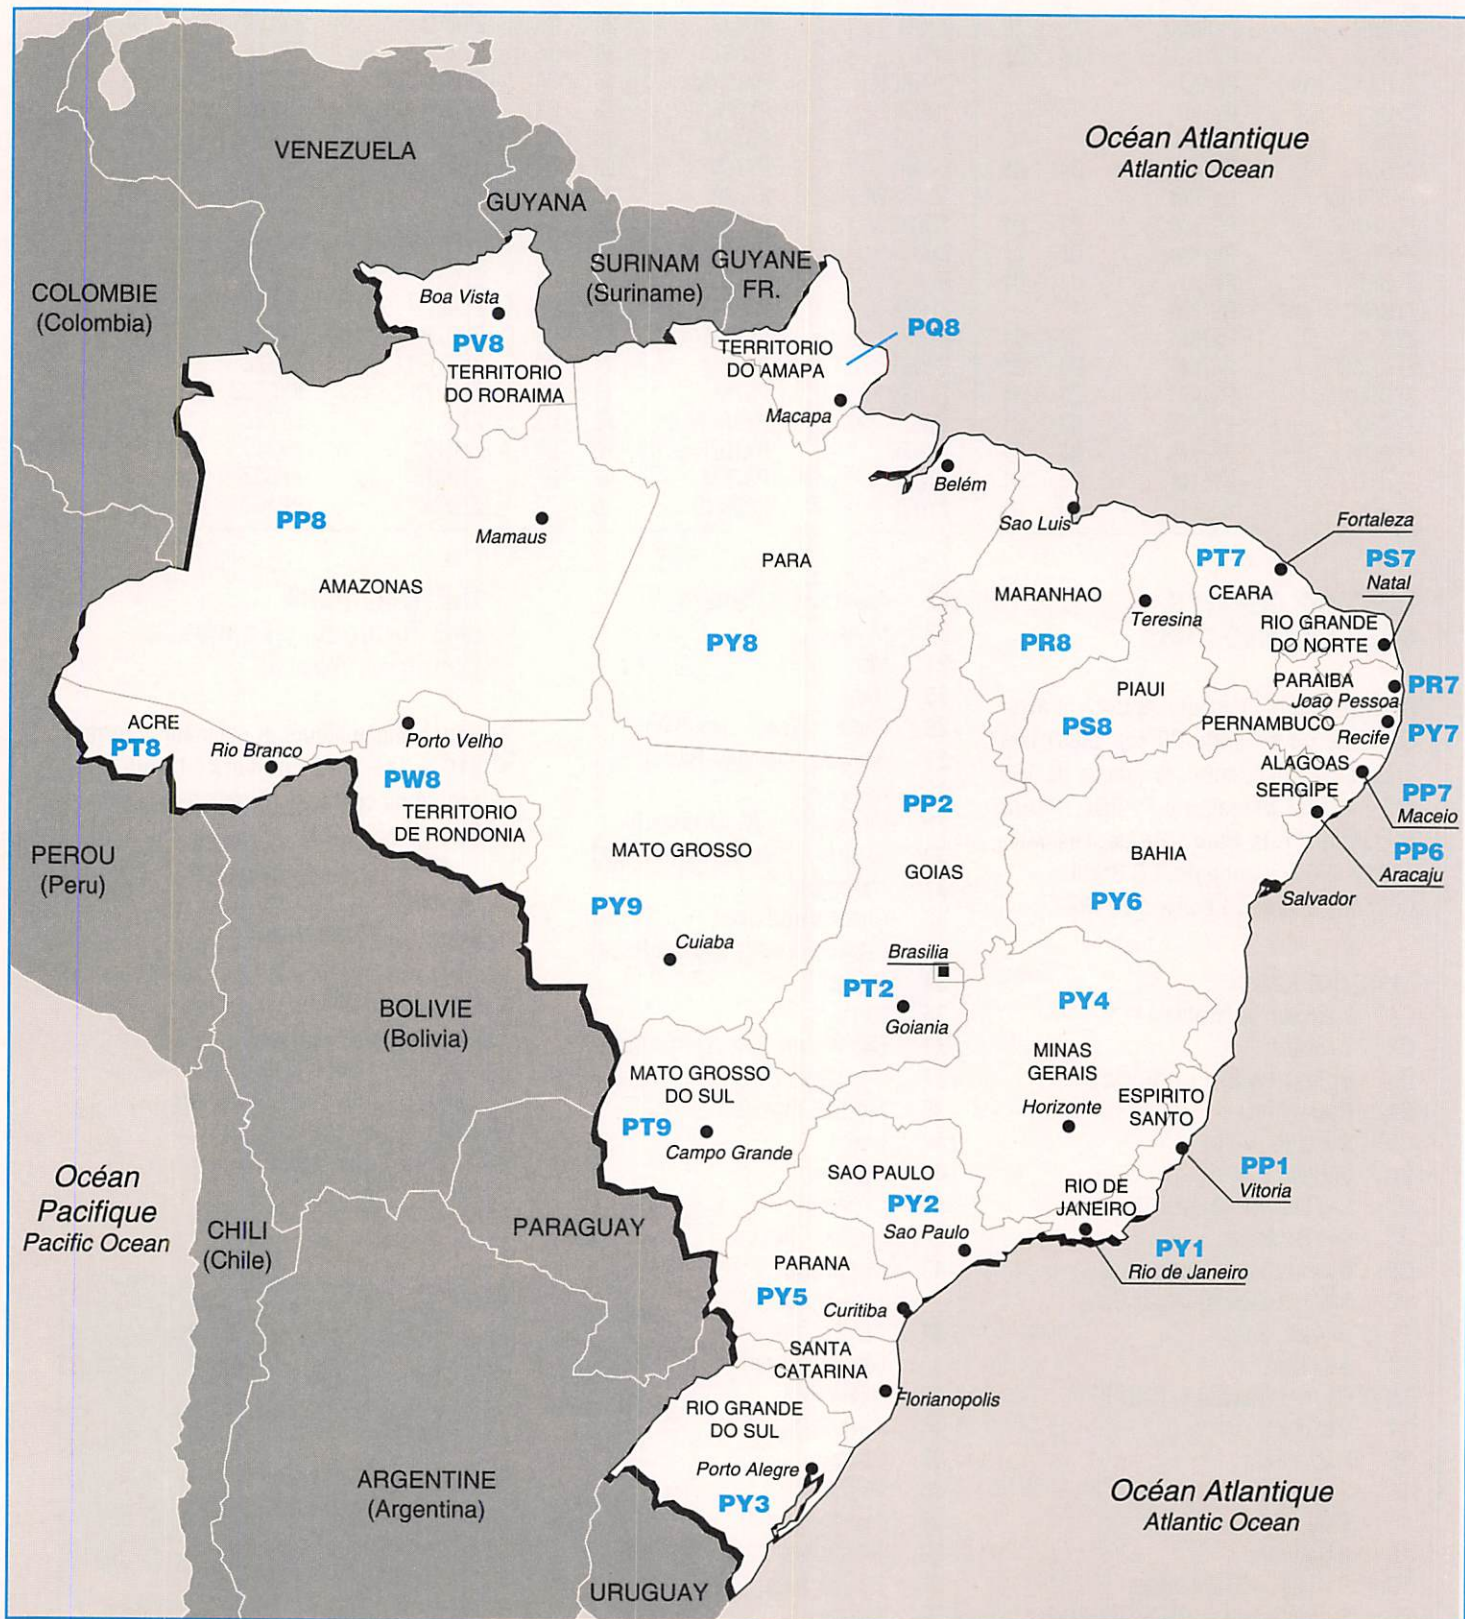 Océan Atlantique
Atlantic Ocean
VENEZUELA
GUYANA
SURINAM
(Suriname)
GUYANE
FR.
COLOMBIE
(Colombia)
Boa Vista
PV8
TERRITORIO
DO RORAIMA
PQ8
TERRITORIO
DO AMAPA
Macapa
Belém
Sao Luis
Fortaleza
PP8
Mamaus
AMAZONAS
PARA
PY8
MARANHAO
PR8
Teresina
PT7
CEARA
PS7
Natal
RIO GRANDE
DO NORTE
PARAIBA
Joao Pessoa
PR7
PIAUI
PS8
PERNAMBUCO
Recife
PY7
ACRE
PT8
Rio Branco
Porto Velho
PW8
TERRITORIO
DE RONDONIA
ALAGOAS
SERGIPE
PP7
Maceio
PP6
Aracaju
PP2
GOIAS
MATO GROSSO
PY9
Cuiaba
BAHIA
PY6
Salvador
PEROU
(Peru)
Brasilia
PT2
Goiania
PY4
MINAS
GERAIS
Horizonte
BOLIVIE
(Bolivia)
MATO GROSSO
DO SUL
PT9
Campo Grande
ESPIRITO
SANTO
PP1
Vitoria
SAO PAULO
PY2
Sao Paulo
RIO DE
JANEIRO
PY1
Rio de Janeiro
Océan
Pacifique
Pacific Ocean
CHILI
(Chile)
PARAGUAY
PARANA
PY5
Curitiba
SANTA
CATARINA
Florianopolis
RIO GRANDE
DO SUL
Porto Alegre
PY3
ARGENTINE
(Argentina)
URUGUAY
Océan Atlantique
Atlantic Ocean